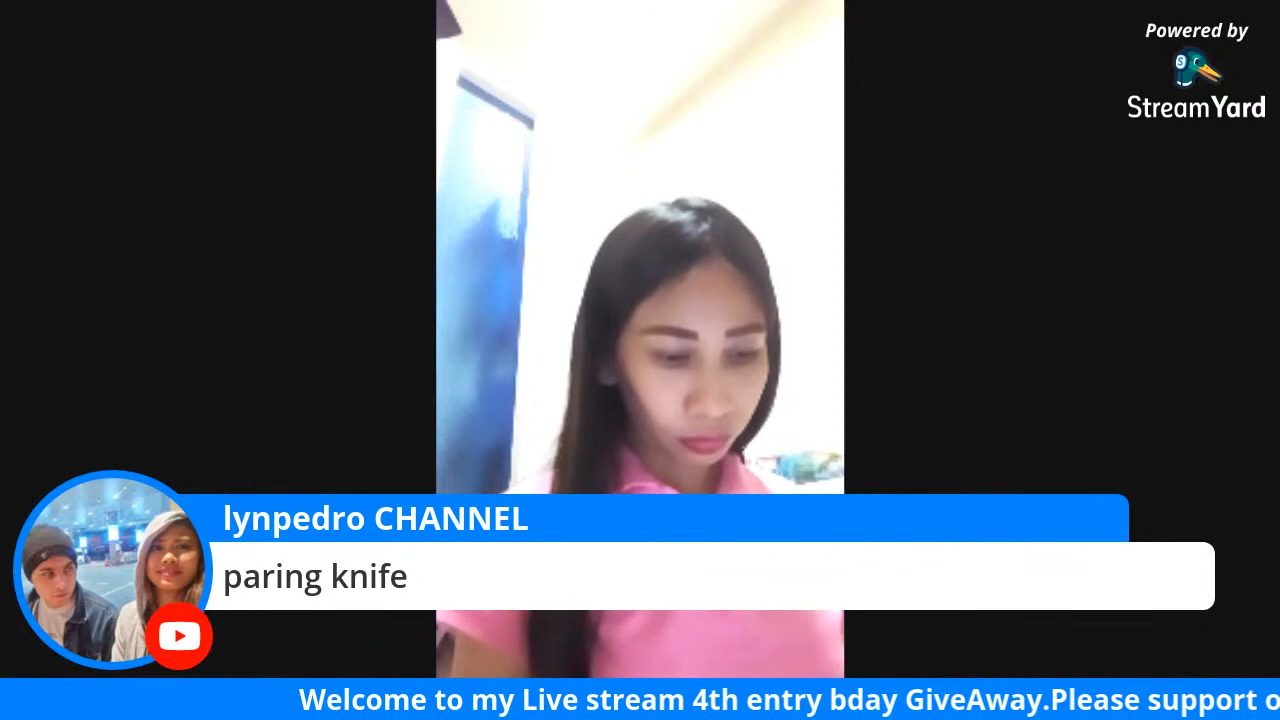 Powered by
StreamYard
lynpedro CHANNEL
paring knife
Welcome to my Live stream 4th entry bday GiveAway.Please support